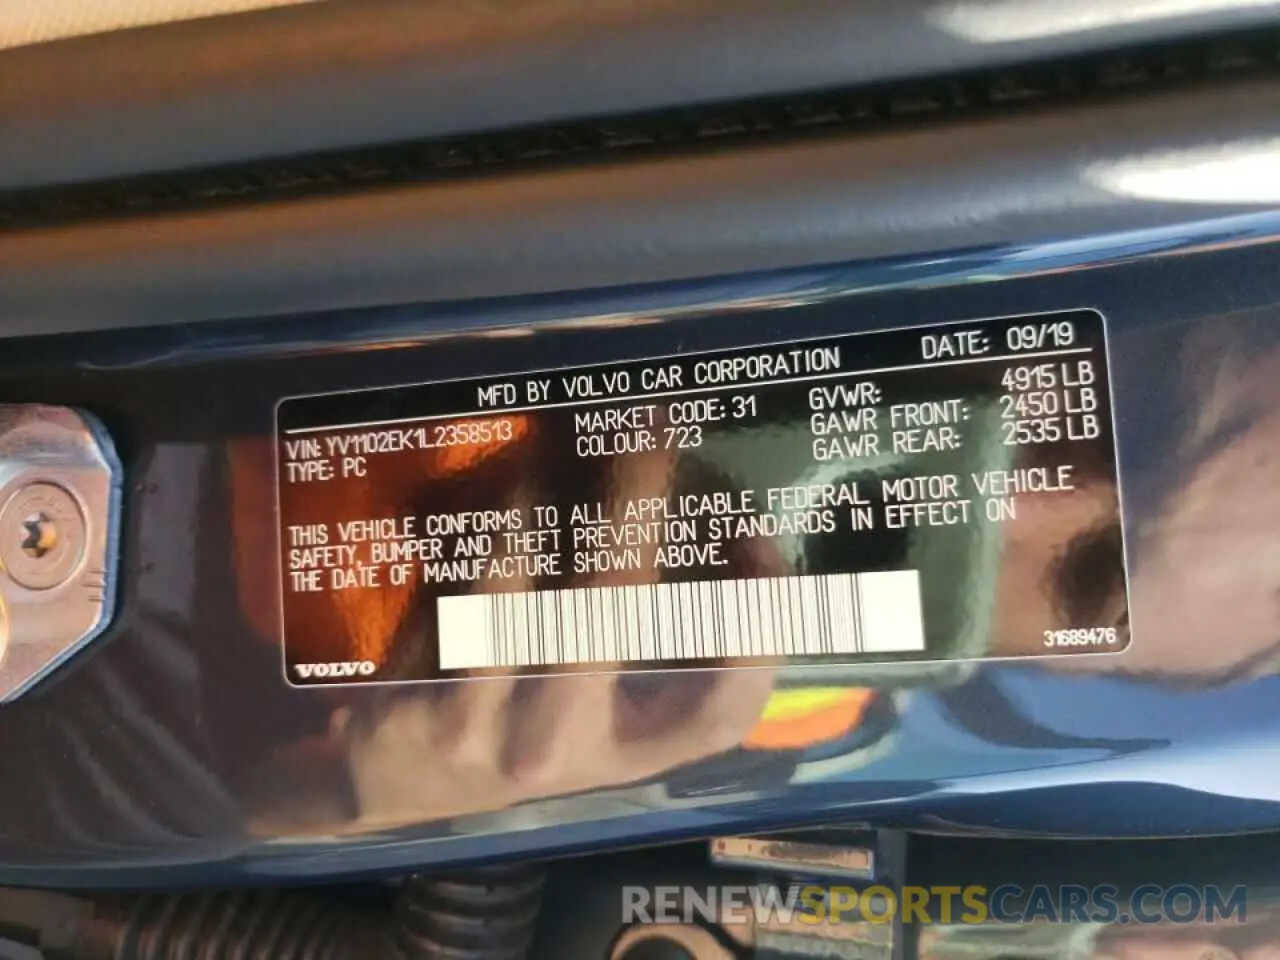 MFD BY VOLVO CAR CORPORATION DATE: 09/19
VIN: YV1102EK1L2358513 MARKET CODE: 31 GVWR: 4915 LB
TYPE: PC COLOUR: 723 GAWR FRONT: 2450 LB
GAWR REAR: 2535 LB
THIS VEHICLE CONFORMS TO ALL APPLICABLE FEDERAL MOTOR VEHICLE
SAFETY, BUMPER AND THEFT PREVENTION STANDARDS IN EFFECT ON
THE DATE OF MANUFACTURE SHOWN ABOVE.
31689476
VOLVO
RENEWSPORTSCARS.COM